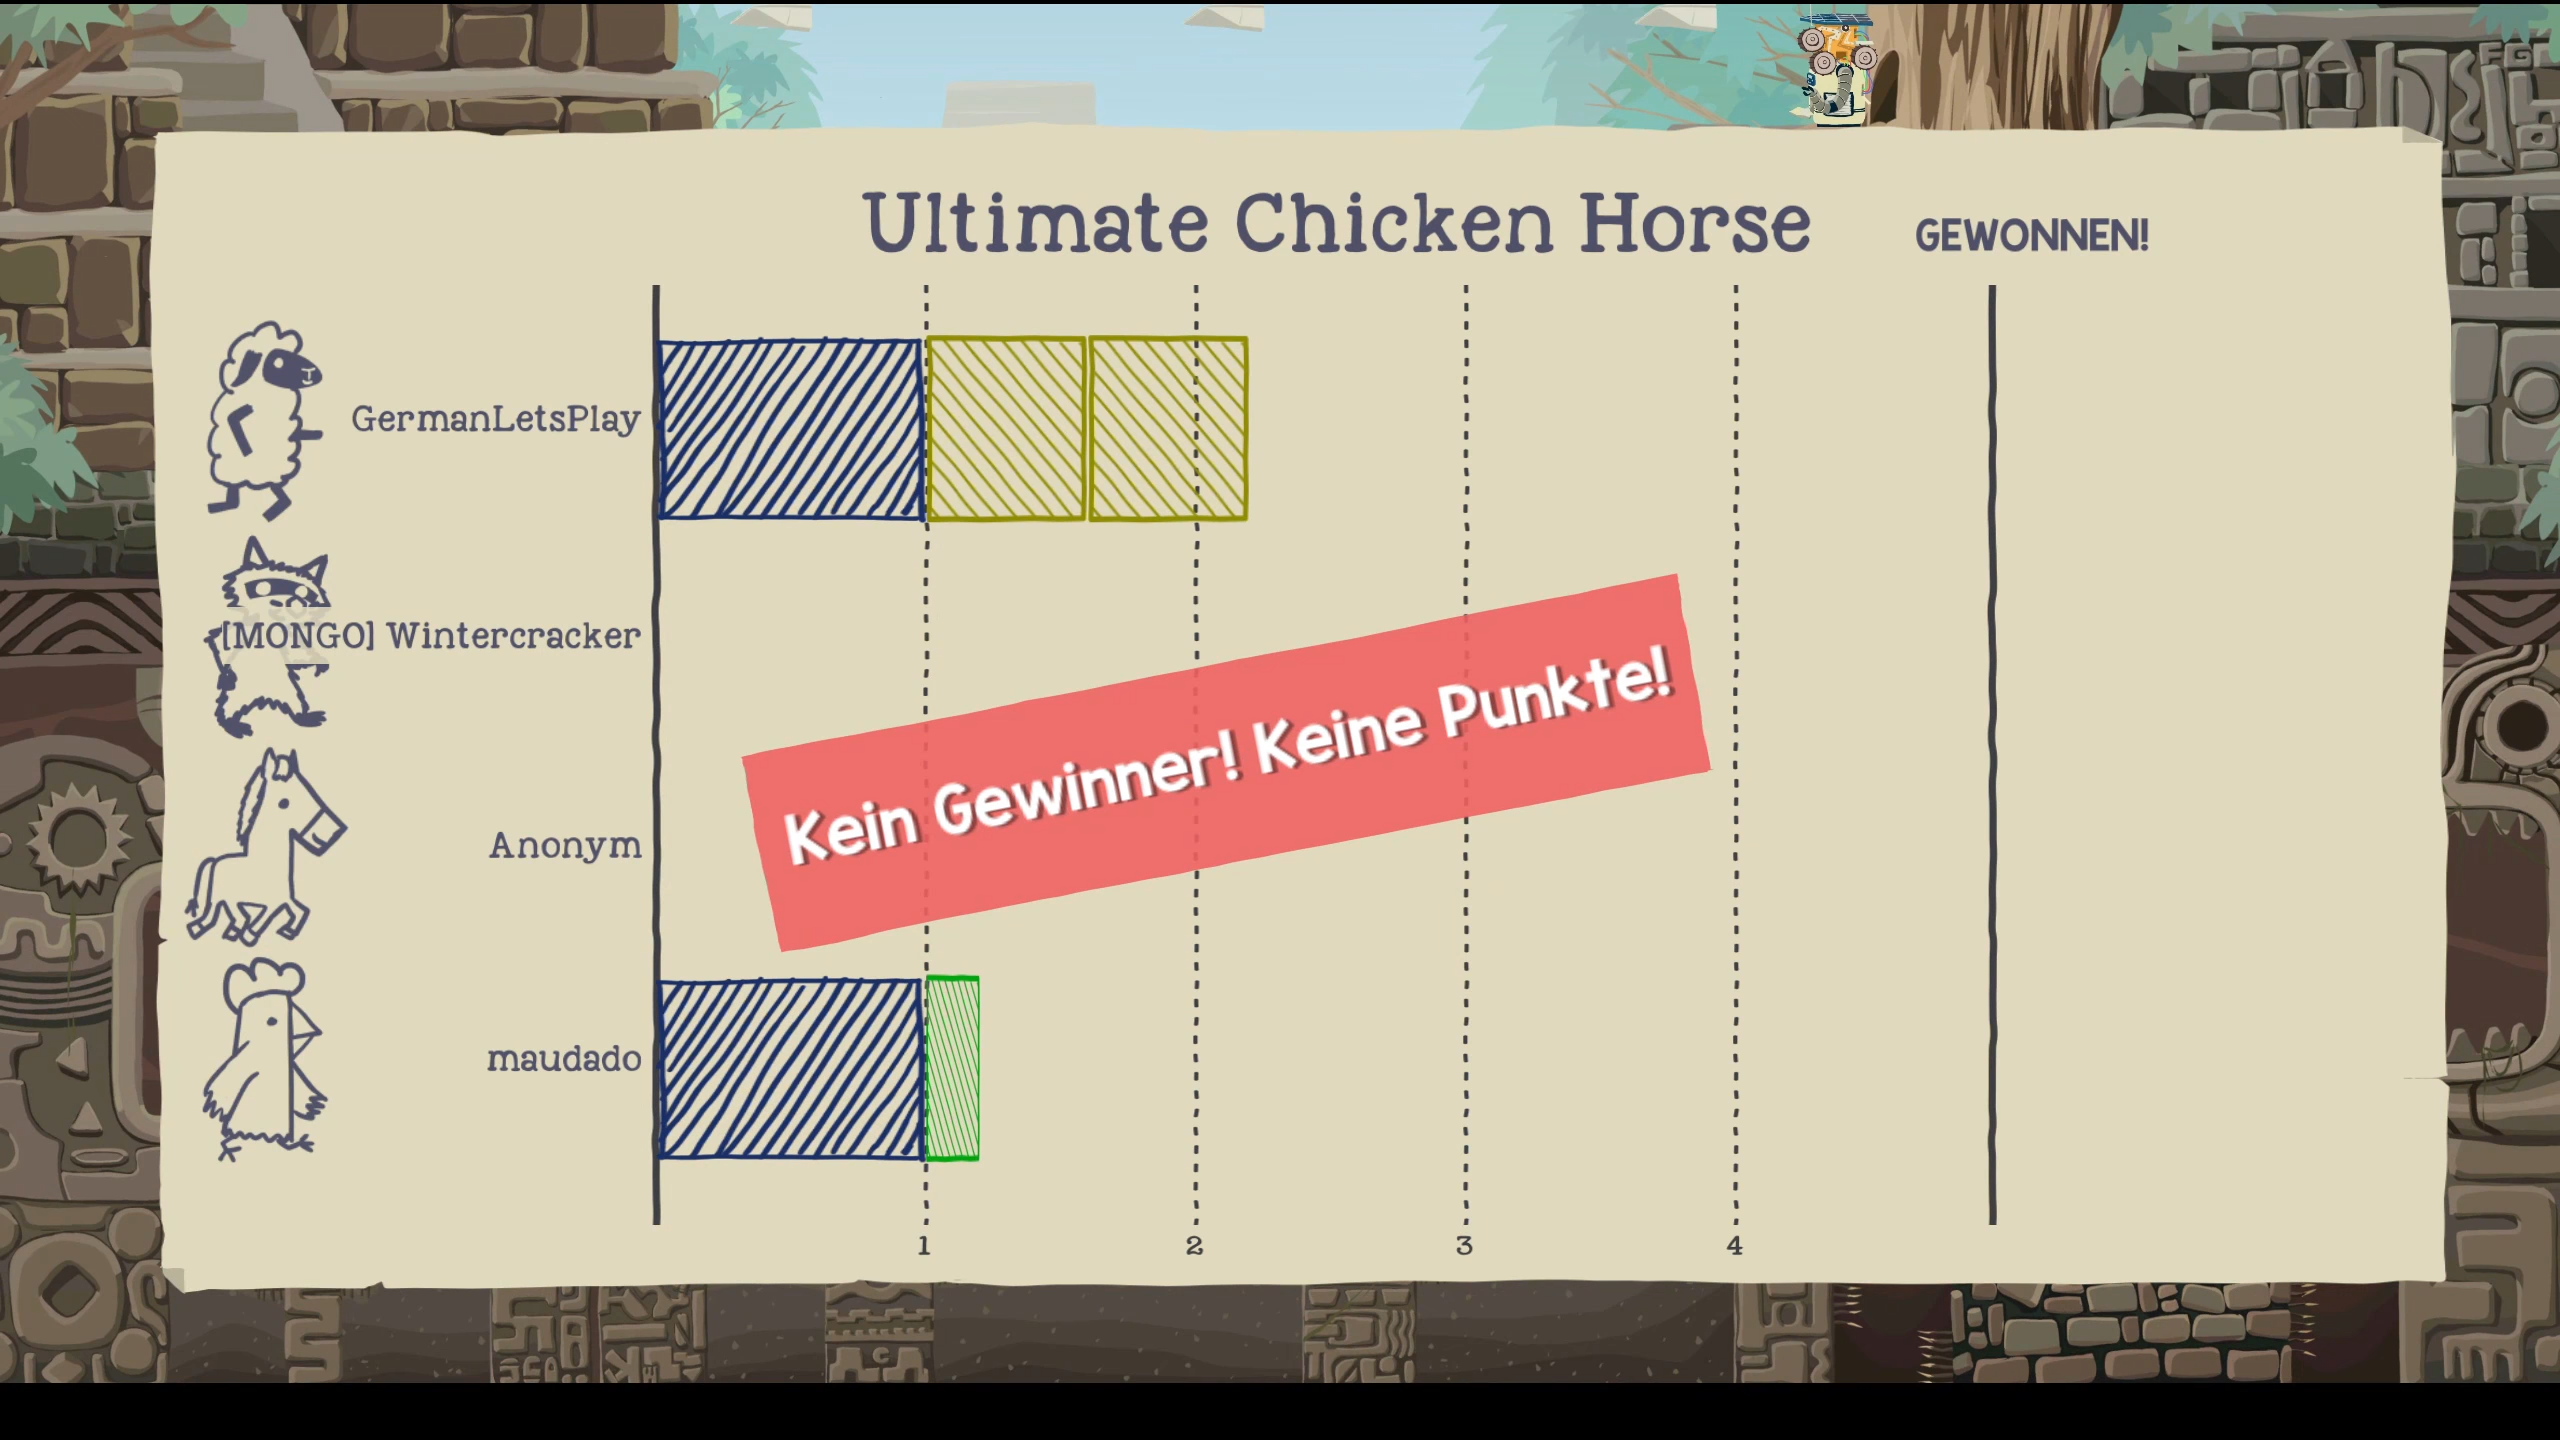 Ultimate Chicken Horse
GEWONNEN!
GermanLetsPlay
[MONGO] Wintercracker
Kein Gewinner! Keine Punkte!
Anonym
maudado
1 2 3 4